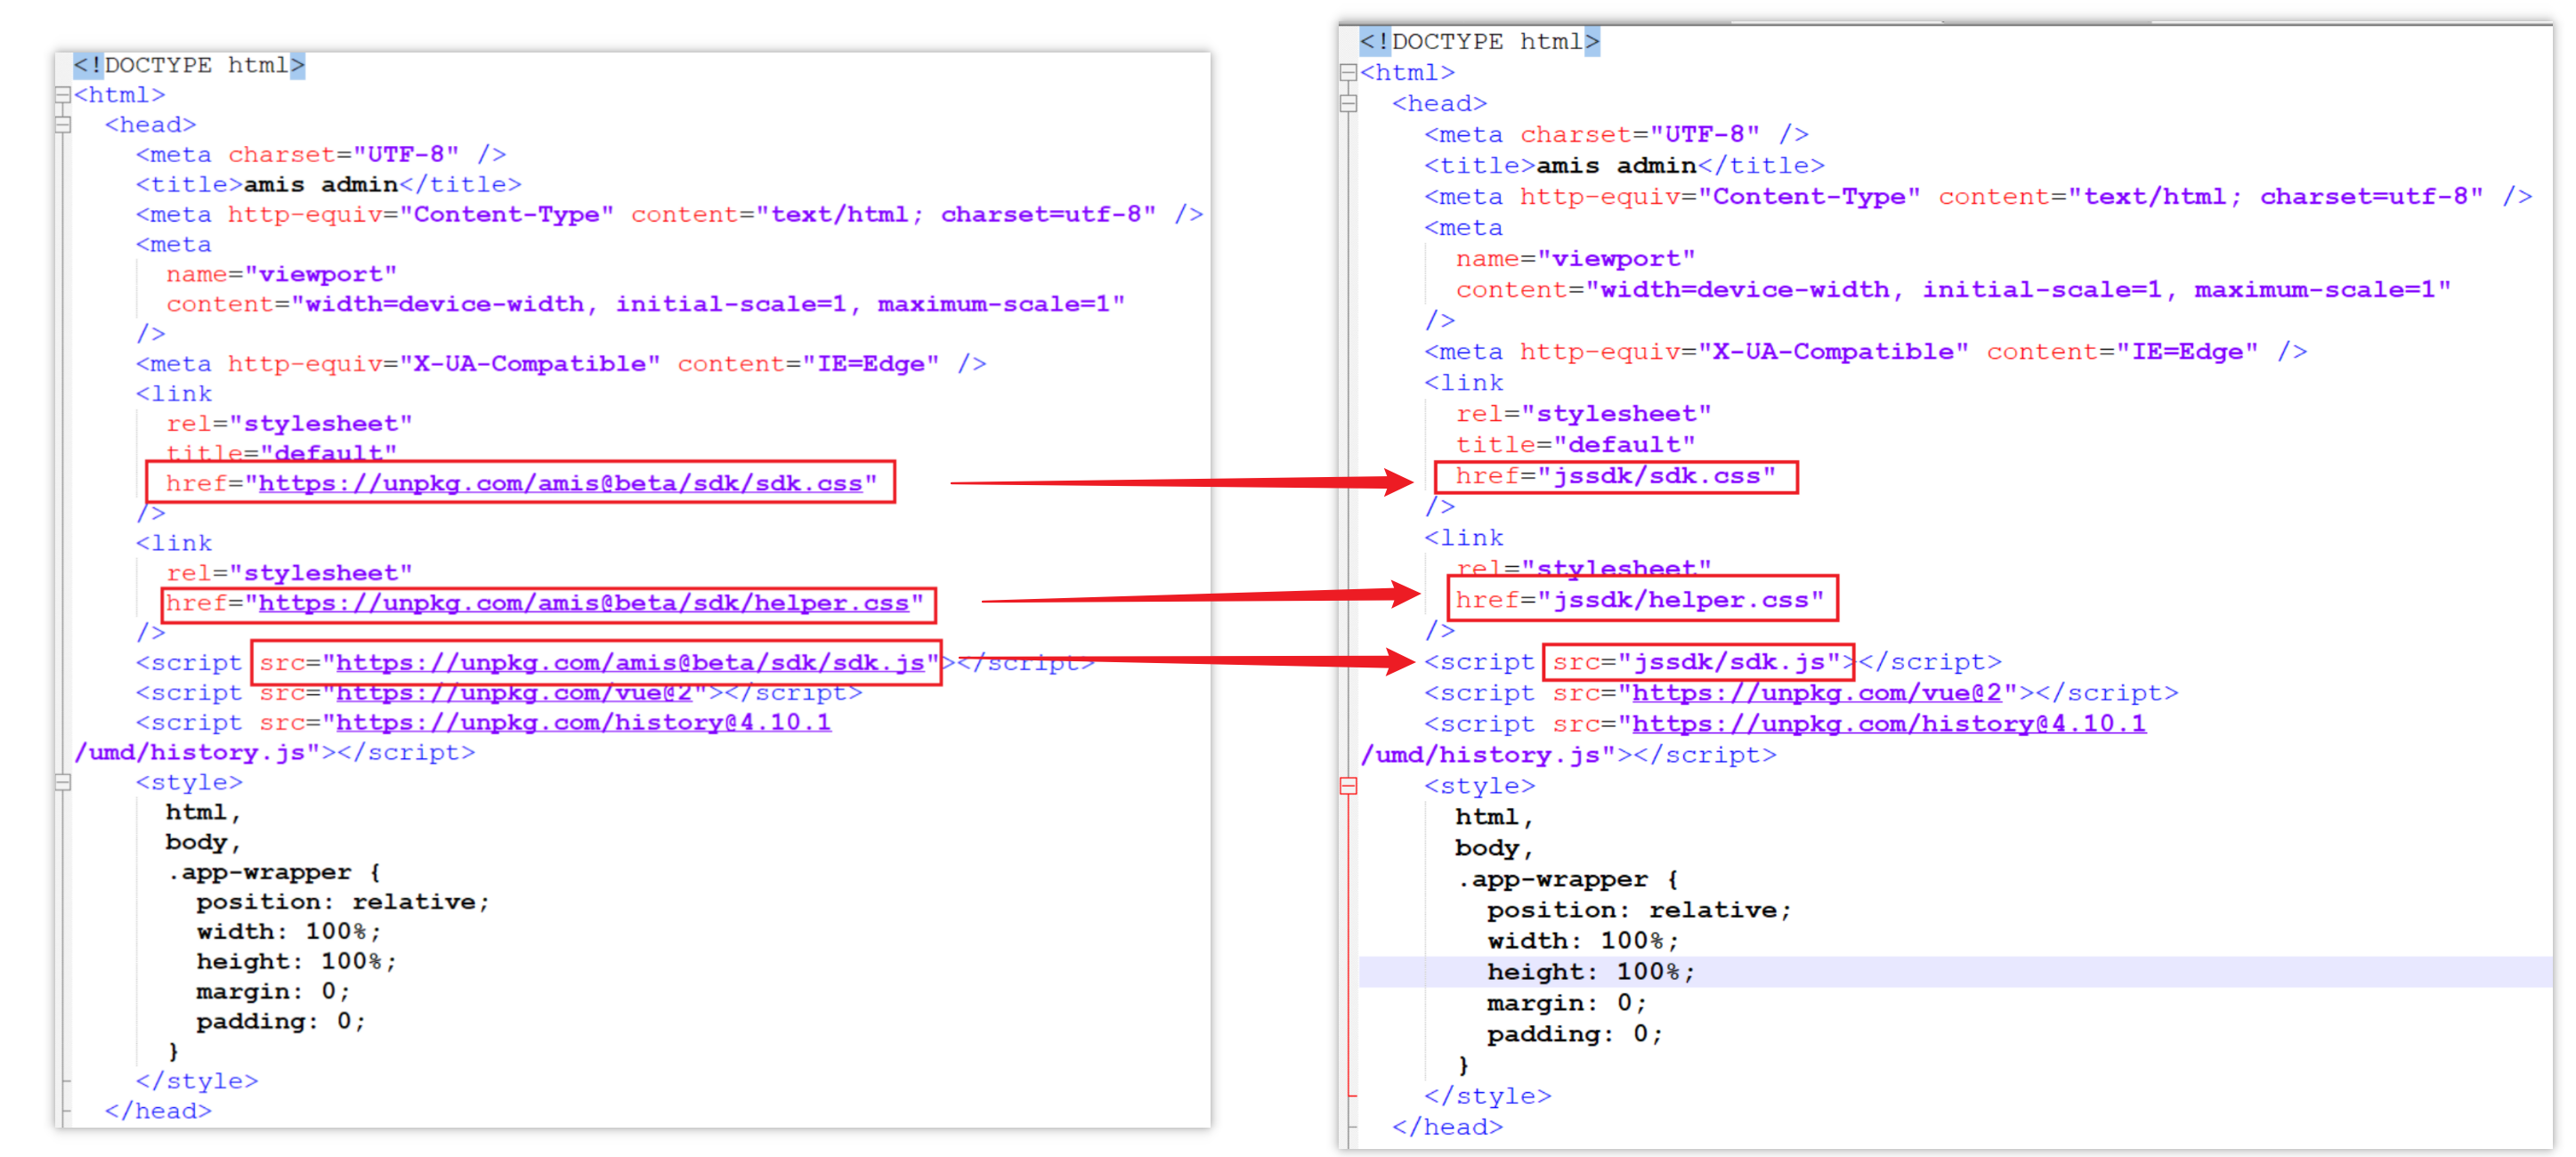 <!DOCTYPE html>
<html>
<head>
<meta charset="UTF-8" />
<title>amis admin</title>
<meta http-equiv="Content-Type" content="text/html; charset=utf-8" />
<meta
name="viewport"
content="width=device-width, initial-scale=1, maximum-scale=1"
/>
<meta http-equiv="X-UA-Compatible" content="IE=Edge" />
<link
rel="stylesheet"
title="default"
href="https://unpkg.com/amis@beta/sdk/sdk.css"
/>
<link
rel="stylesheet"
href="https://unpkg.com/amis@beta/sdk/helper.css"
/>
<script src="https://unpkg.com/amis@beta/sdk/sdk.js"></script>
<script src="https://unpkg.com/vue@2"></script>
<script src="https://unpkg.com/history@4.10.1
/umd/history.js"></script>
<style>
html,
body,
.app-wrapper {
position: relative;
width: 100%;
height: 100%;
margin: 0;
padding: 0;
}
</style>
</head>
<!DOCTYPE html>
<html>
<head>
<meta charset="UTF-8" />
<title>amis admin</title>
<meta http-equiv="Content-Type" content="text/html; charset=utf-8" />
<meta
name="viewport"
content="width=device-width, initial-scale=1, maximum-scale=1"
/>
<meta http-equiv="X-UA-Compatible" content="IE=Edge" />
<link
rel="stylesheet"
title="default"
href="jssdk/sdk.css"
/>
<link
rel="stylesheet"
href="jssdk/helper.css"
/>
<script src="jssdk/sdk.js"></script>
<script src="https://unpkg.com/vue@2"></script>
<script src="https://unpkg.com/history@4.10.1
/umd/history.js"></script>
<style>
html,
body,
.app-wrapper {
position: relative;
width: 100%;
height: 100%;
margin: 0;
padding: 0;
}
</style>
</head>